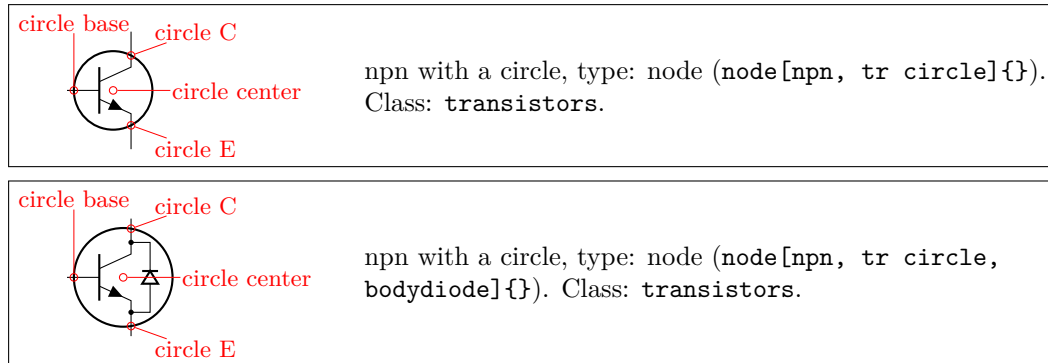 circle base
circle C
circle center
circle E
npn with a circle, type: node (node[npn, tr circle]{}).
Class: transistors.
circle base
circle C
circle center
circle E
npn with a circle, type: node (node[npn, tr circle,
bodydiode]{}). Class: transistors.